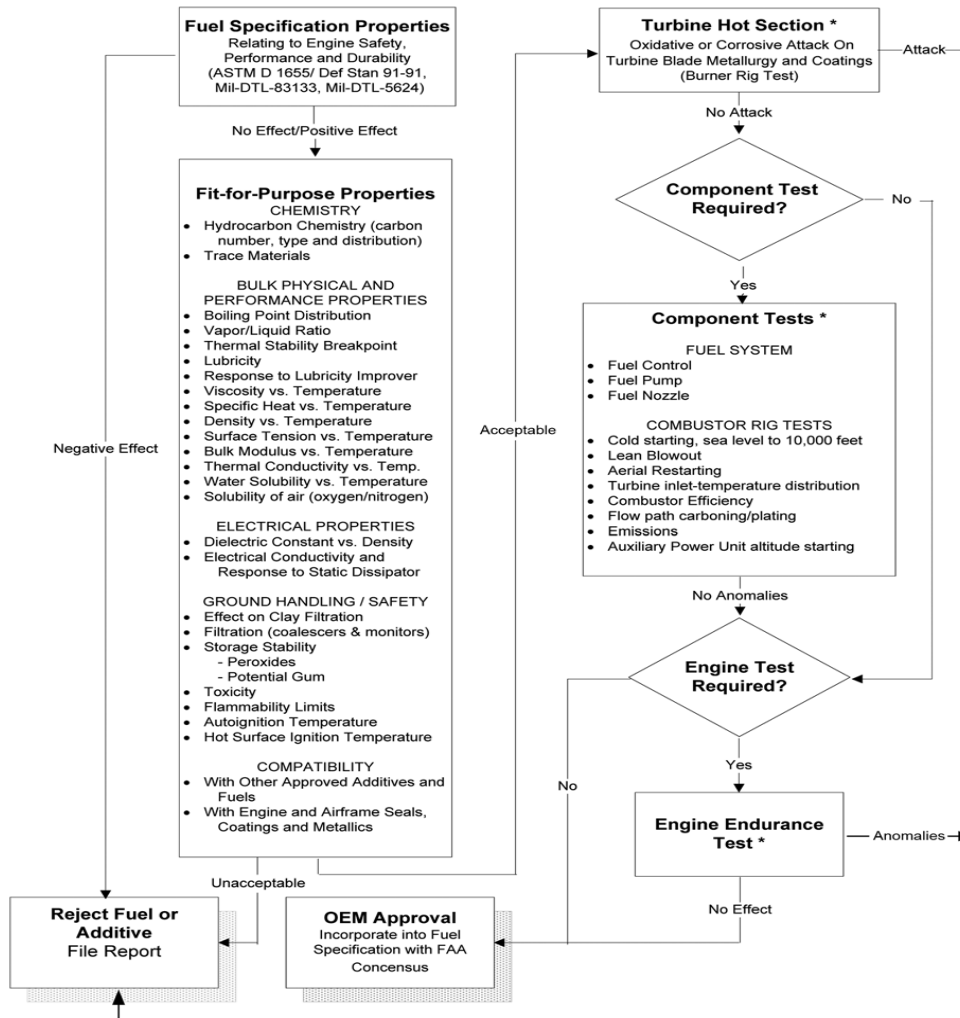 Fuel Specification Properties
Relating to Engine Safety,
Performance and Durability
(ASTM D 1655/ Def Stan 91-91,
Mil-DTL-83133, Mil-DTL-5624)
No Effect/Positive Effect
Negative Effect
Fit-for-Purpose Properties
CHEMISTRY
• Hydrocarbon Chemistry (carbon
number, type and distribution)
• Trace Materials
BULK PHYSICAL AND
PERFORMANCE PROPERTIES
• Boiling Point Distribution
• Vapor/Liquid Ratio
• Thermal Stability Breakpoint
• Lubricity
• Response to Lubricity Improver
• Viscosity vs. Temperature
• Specific Heat vs. Temperature
• Density vs. Temperature
• Surface Tension vs. Temperature
• Bulk Modulus vs. Temperature
• Thermal Conductivity vs. Temp.
• Water Solubility vs. Temperature
• Solubility of air (oxygen/nitrogen)
ELECTRICAL PROPERTIES
• Dielectric Constant vs. Density
• Electrical Conductivity and
Response to Static Dissipator
GROUND HANDLING / SAFETY
• Effect on Clay Filtration
• Filtration (coalescers & monitors)
• Storage Stability
- Peroxides
- Potential Gum
• Toxicity
• Flammability Limits
• Autoignition Temperature
• Hot Surface Ignition Temperature
COMPATIBILITY
• With Other Approved Additives and
Fuels
• With Engine and Airframe Seals,
Coatings and Metallics
Unacceptable
Acceptable
Reject Fuel or
Additive
File Report
Turbine Hot Section *
Oxidative or Corrosive Attack On
Turbine Blade Metallurgy and Coatings
(Burner Rig Test)
Attack
No Attack
Component Test
Required?
No
Yes
Component Tests *
FUEL SYSTEM
• Fuel Control
• Fuel Pump
• Fuel Nozzle
COMBUSTOR RIG TESTS
• Cold starting, sea level to 10,000 feet
• Lean Blowout
• Aerial Restarting
• Turbine inlet-temperature distribution
• Combustor Efficiency
• Flow path carboning/plating
• Emissions
• Auxiliary Power Unit altitude starting
No Anomalies
Engine Test
Required?
No
Yes
Engine Endurance
Test *
Anomalies
No Effect
OEM Approval
Incorporate into Fuel
Specification with FAA
Concensus